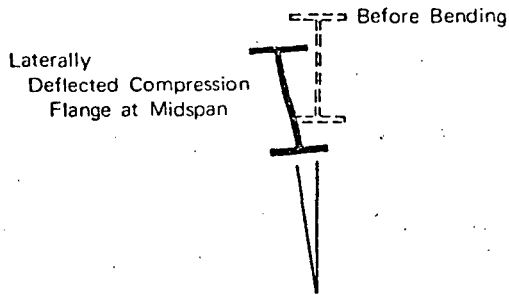 Before Bending
Laterally
Deflected Compression
Flange at Midspan